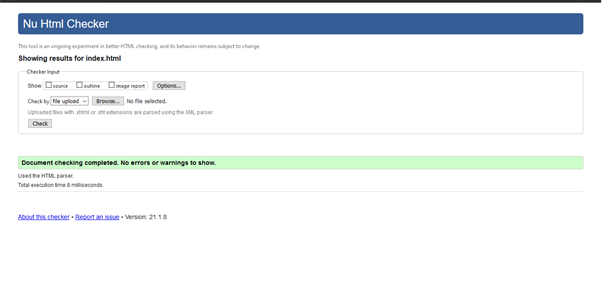 Nu Html Checker
This tool is an ongoing experiment in better HTML checking, and its behavior remains subject to change
Showing results for index.html
Checker Input
Show source outline image report Options...
Check by file upload Browse... No file selected.
Uploaded files with .xhtml or .xht extensions are parsed using the XML parser.
Check
Document checking completed. No errors or warnings to show.
Used the HTML parser.
Total execution time 8 milliseconds.
About this checker • Report an issue • Version: 21.1.8